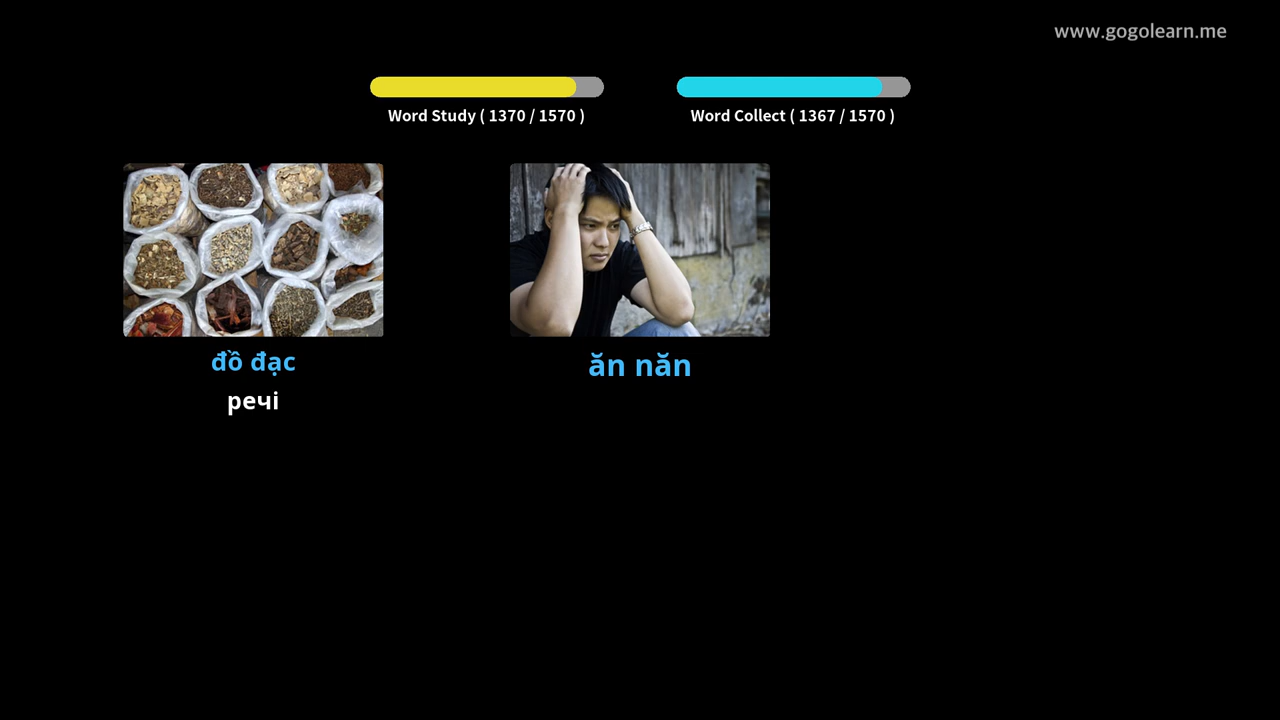 www.gogolearn.me
Word Study ( 1370 / 1570 )
Word Collect ( 1367 / 1570 )
đồ đạc
речі
ăn năn